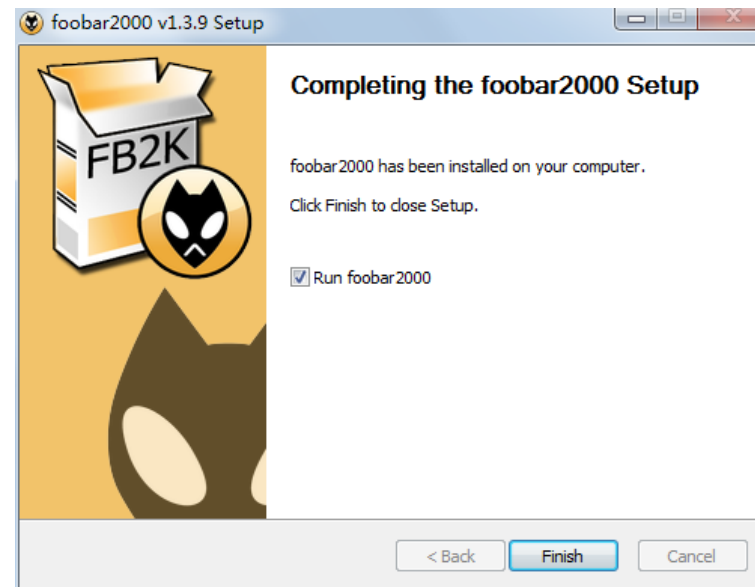 foobar2000 v1.3.9 Setup
FB2K
Completing the foobar2000 Setup
foobar2000 has been installed on your computer.
Click Finish to close Setup.
Run foobar2000
< Back
Finish
Cancel